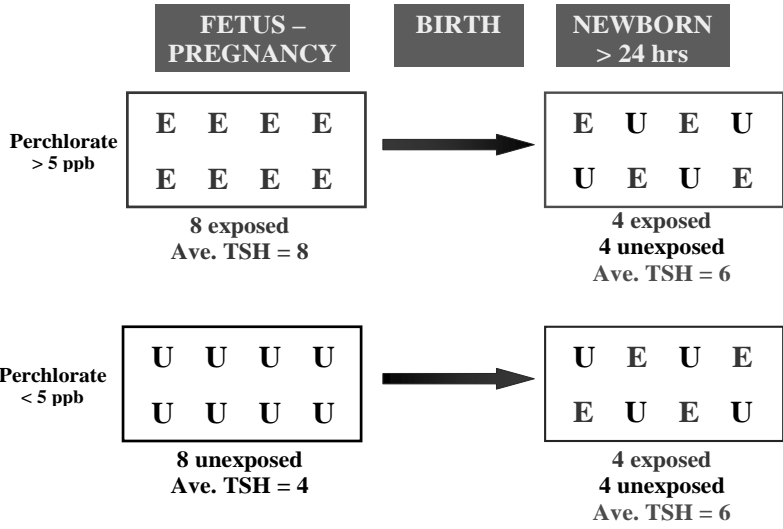 FETUS –
PREGNANCY
BIRTH
NEWBORN
> 24 hrs
Perchlorate
> 5 ppb
E E E E
E E E E
8 exposed
Ave. TSH = 8
E U E U
U E U E
4 exposed
4 unexposed
Ave. TSH = 6
Perchlorate
< 5 ppb
U U U U
U U U U
8 unexposed
Ave. TSH = 4
U E U E
E U E U
4 exposed
4 unexposed
Ave. TSH = 6